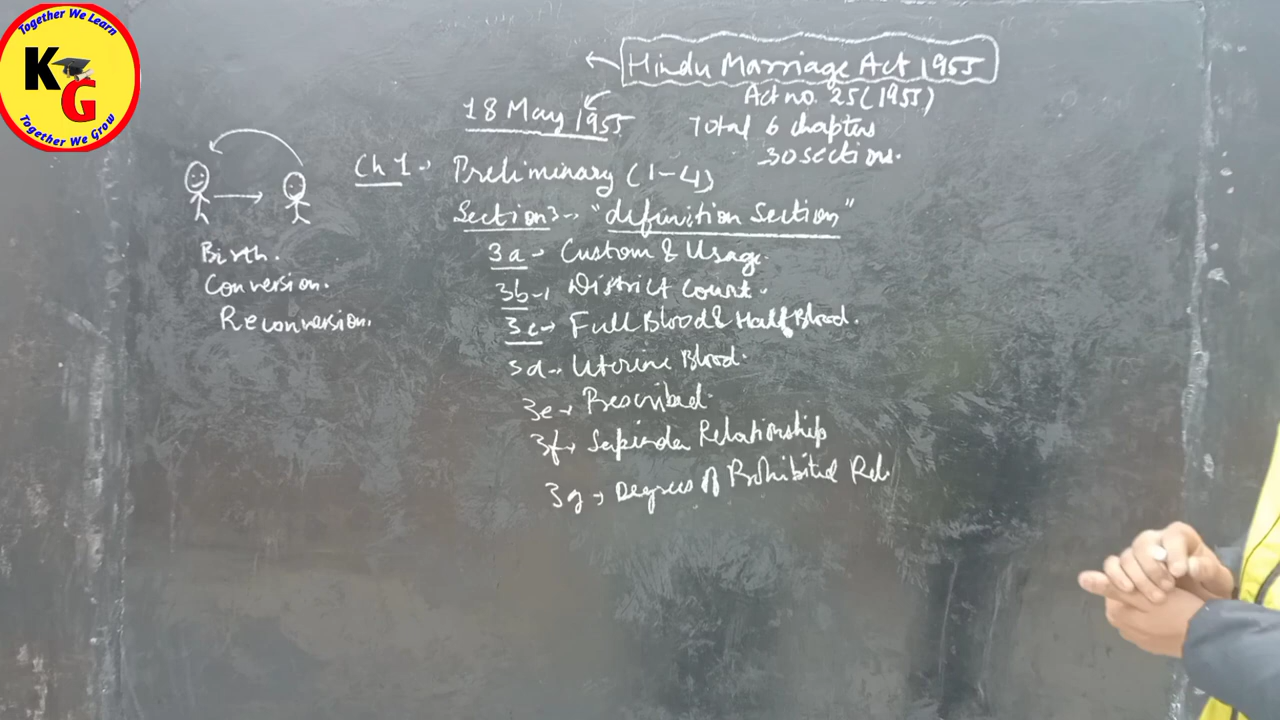 Together We Learn
KG
Together We Grow
Hindu Marriage Act 1955
Act no. 25 (1955)
18 May 1955
Total 6 chapters
30 sections.
Ch 1. Preliminary (1-4)
Section 3 → "definition Section"
3a → Custom & Usage.
3b → District Court.
3c → Full Blood & Half Blood.
3d → Uterine Blood.
3e → Prescribed.
3f → Sapinda Relationship
3g → Degrees of Prohibited Rel.
Birth.
Conversion.
Reconversion.